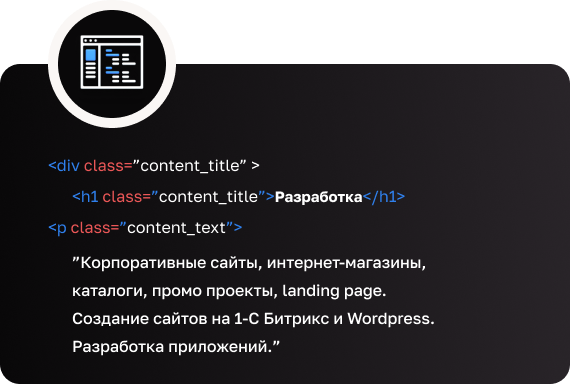 <div class=”content_title” >
<h1 class=”content_title”>Разработка</h1>
<p class=”content_text”>
”Корпоративные сайты, интернет-магазины,
каталоги, промо проекты, landing page.
Создание сайтов на 1-С Битрикс и Wordpress.
Разработка приложений.”